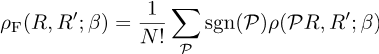 ρ_F(R, R′; β) = \frac{1}{N!} \sum_{\mathcal{P}} sgn(\mathcal{P})ρ(\mathcal{P}R, R′; β)